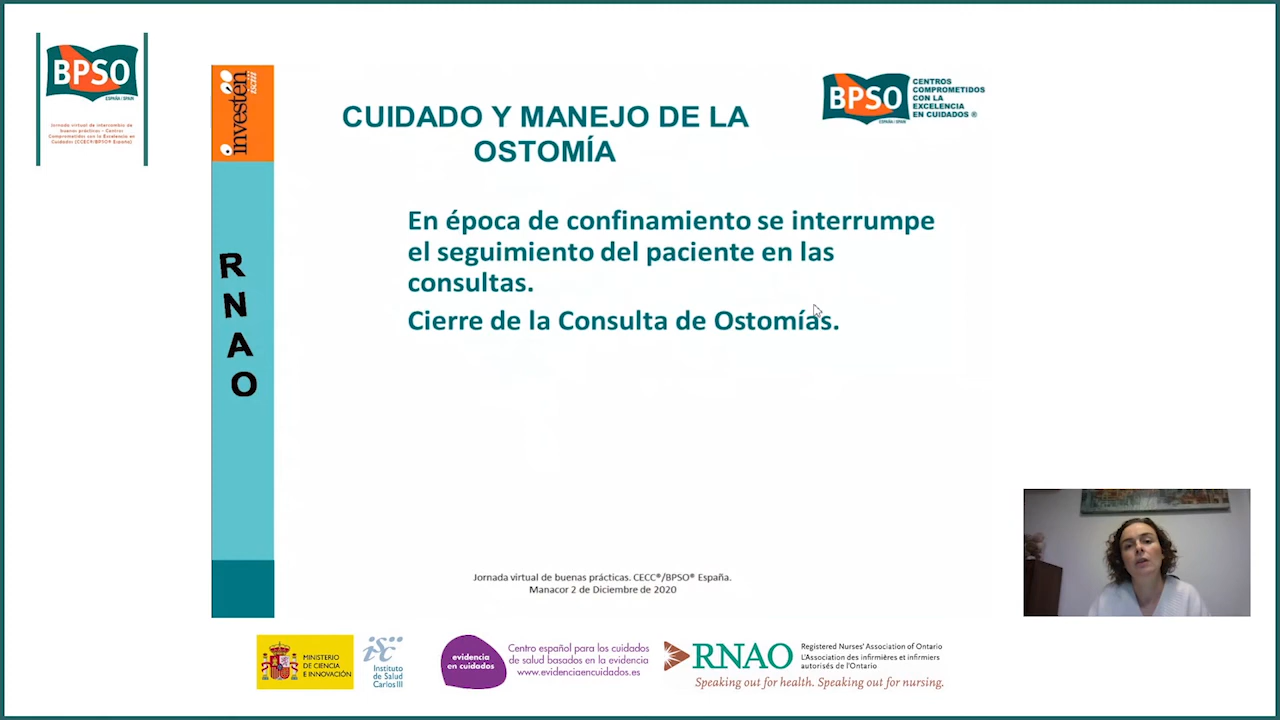 BPSO
ESPAÑA / SPAIN
Jornada virtual de intercambio de
buenas prácticas - Centros
Comprometidos con la Excelencia en
Cuidados (CCEC®/BPSO® España)
investén
isciii
CUIDADO Y MANEJO DE LA
OSTOMÍA
BPSO
ESPAÑA / SPAIN
CENTROS
COMPROMETIDOS
CON LA
EXCELENCIA
EN CUIDADOS ®
RNAO
En época de confinamiento se interrumpe
el seguimiento del paciente en las
consultas.
Cierre de la Consulta de Ostomías.
Jornada virtual de buenas prácticas. CECC®/BPSO® España.
Manacor 2 de Diciembre de 2020
MINISTERIO
DE CIENCIA
E INNOVACIÓN
isciii
Instituto
de Salud
Carlos III
evidencia
en cuidados
Centro español para los cuidados
de salud basados en la evidencia
www.evidenciaencuidados.es
RNAO
Registered Nurses' Association of Ontario
L'Association des infirmières et infirmiers
autorisés de l'Ontario
Speaking out for health. Speaking out for nursing.